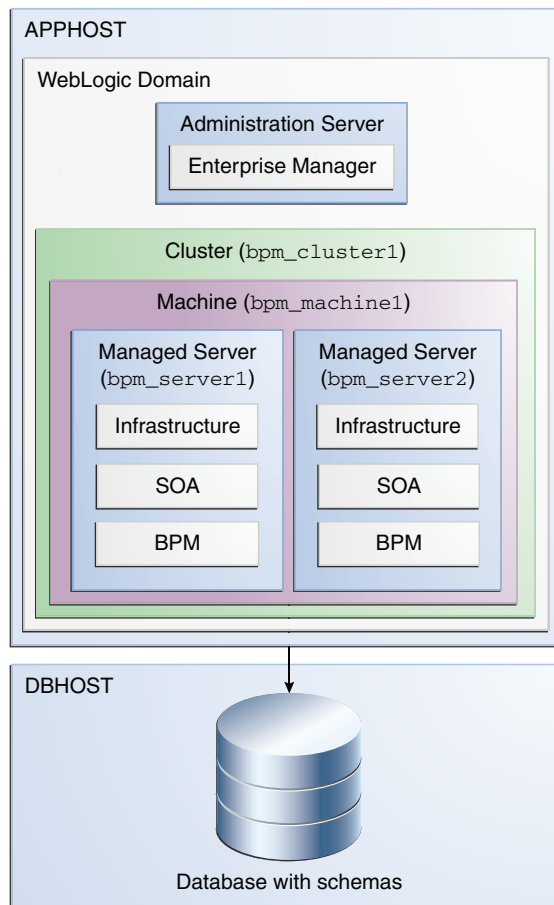 APPHOST
WebLogic Domain
Administration Server
Enterprise Manager
Cluster (bpm_cluster1)
Machine (bpm_machine1)
Managed Server
(bpm_server1)
Infrastructure
SOA
BPM
Managed Server
(bpm_server2)
Infrastructure
SOA
BPM
DBHOST
Database with schemas